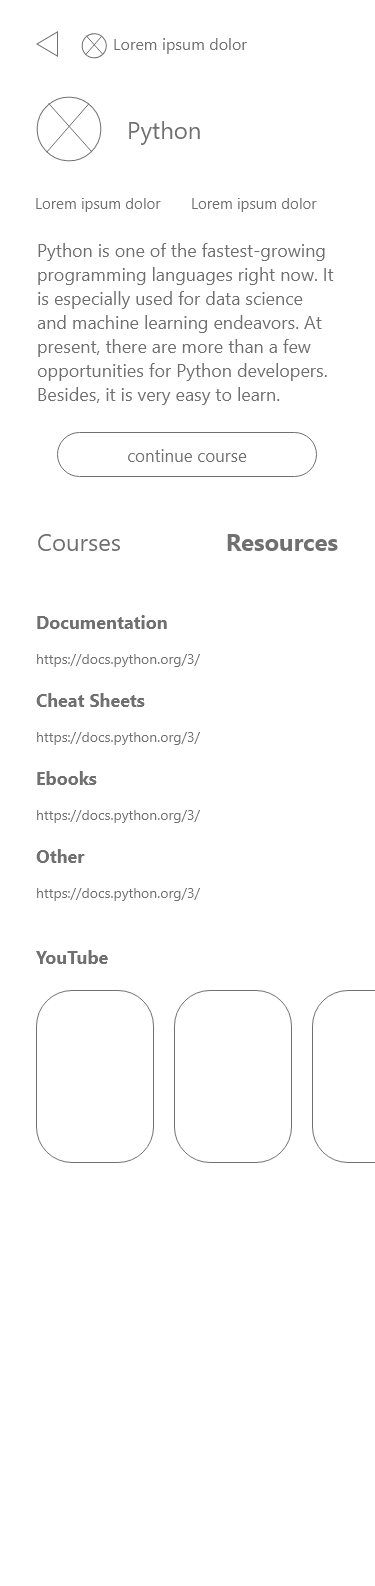 Lorem ipsum dolor
Python
Lorem ipsum dolor Lorem ipsum dolor
Python is one of the fastest-growing
programming languages right now. It
is especially used for data science
and machine learning endeavors. At
present, there are more than a few
opportunities for Python developers.
Besides, it is very easy to learn.
continue course
Courses Resources
Documentation
https://docs.python.org/3/
Cheat Sheets
https://docs.python.org/3/
Ebooks
https://docs.python.org/3/
Other
https://docs.python.org/3/
YouTube